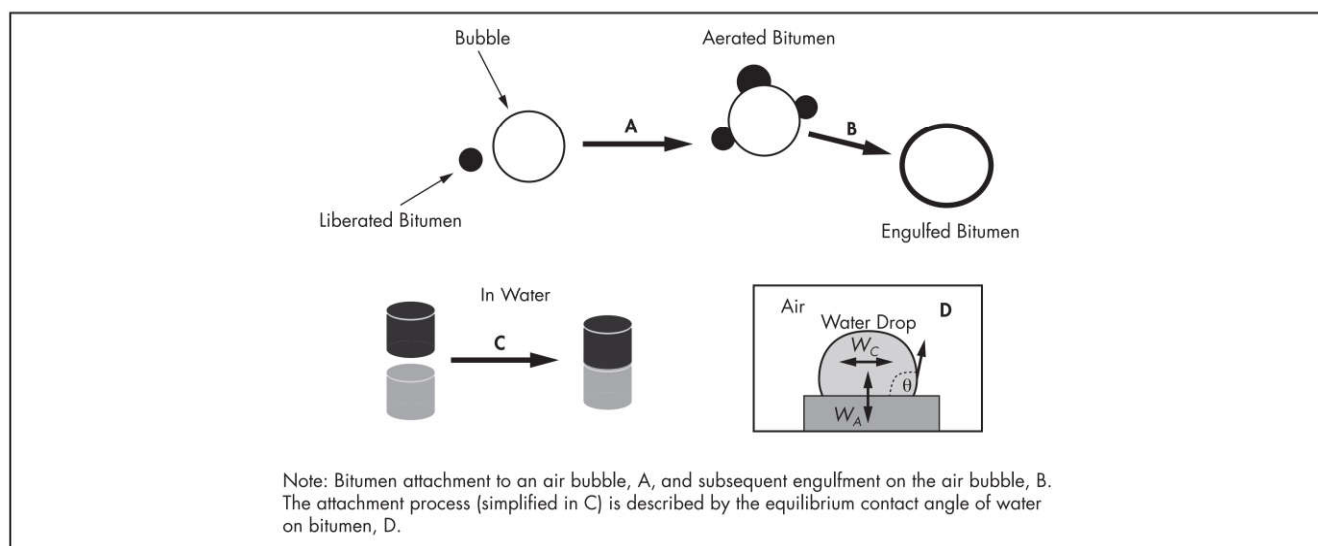 Bubble
Aerated Bitumen
A
B
Liberated Bitumen
Engulfed Bitumen
In Water
C
Air
D
Water Drop
W_C
θ
W_A
Note: Bitumen attachment to an air bubble, A, and subsequent engulfment on the air bubble, B.
The attachment process (simplified in C) is described by the equilibrium contact angle of water
on bitumen, D.